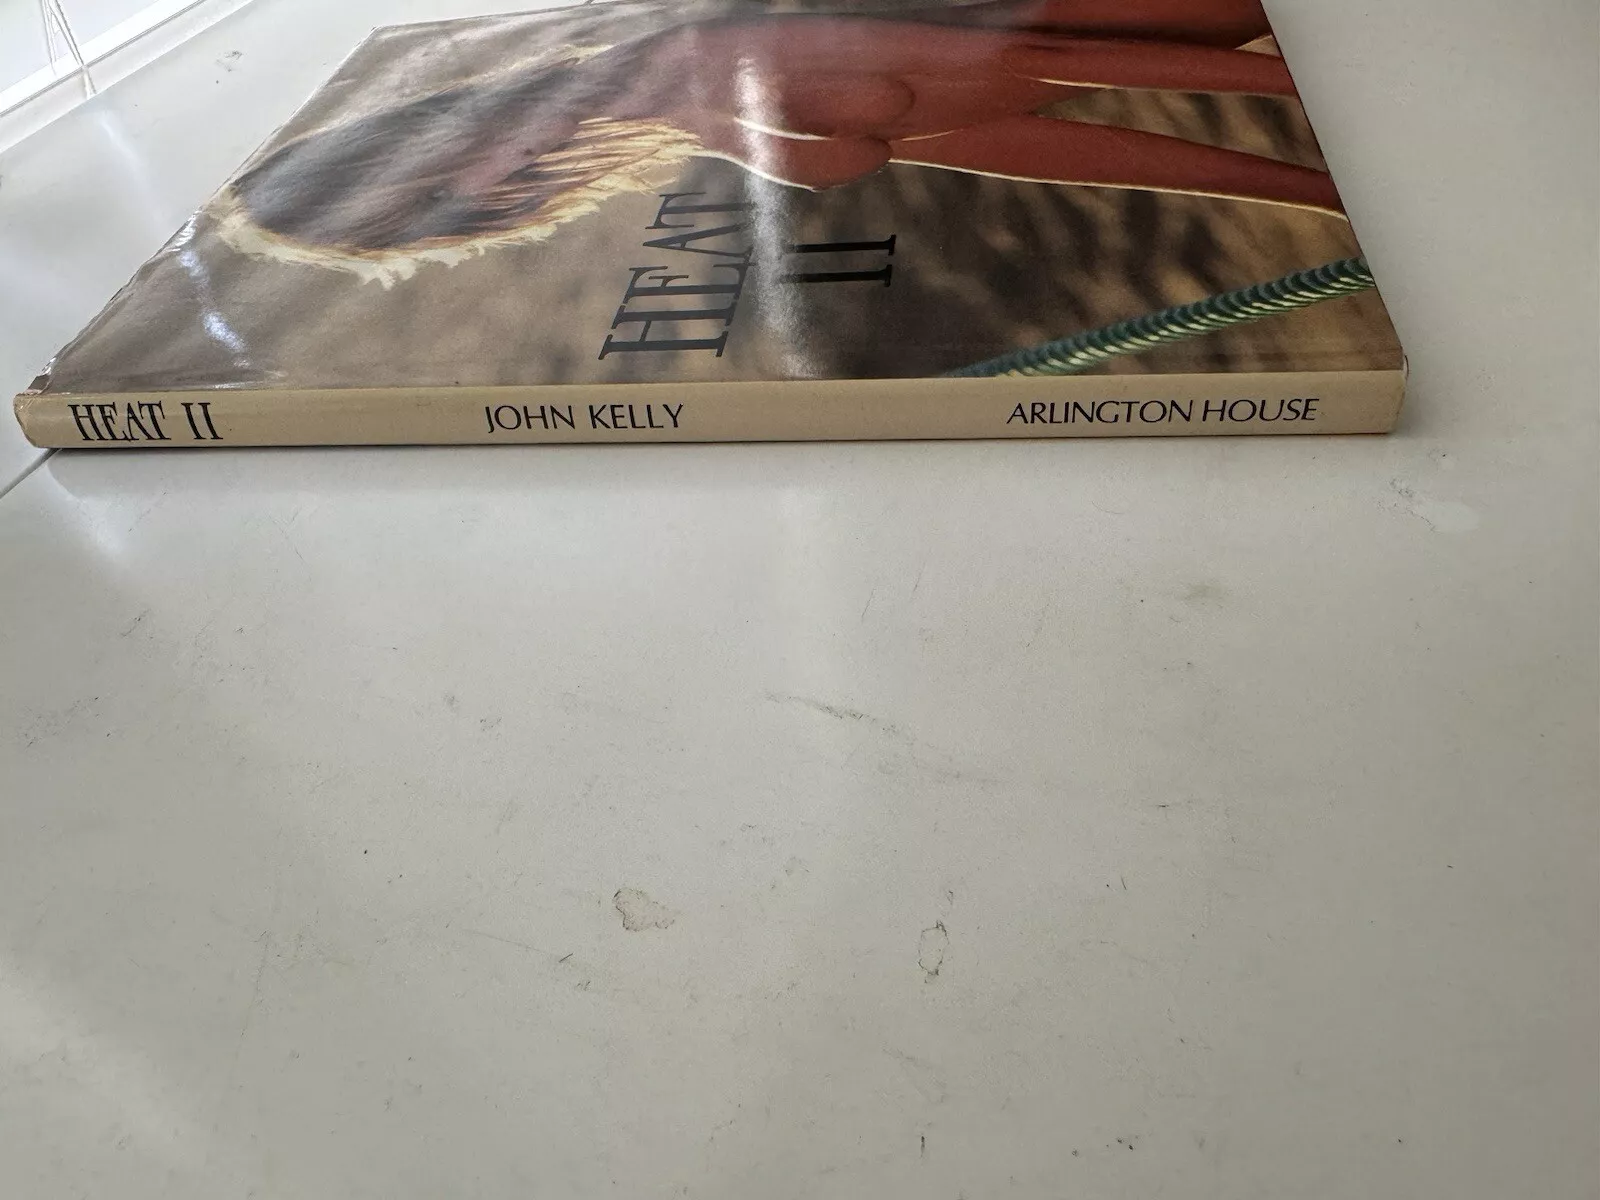 HEAT
II
HEAT II
JOHN KELLY
ARLINGTON HOUSE